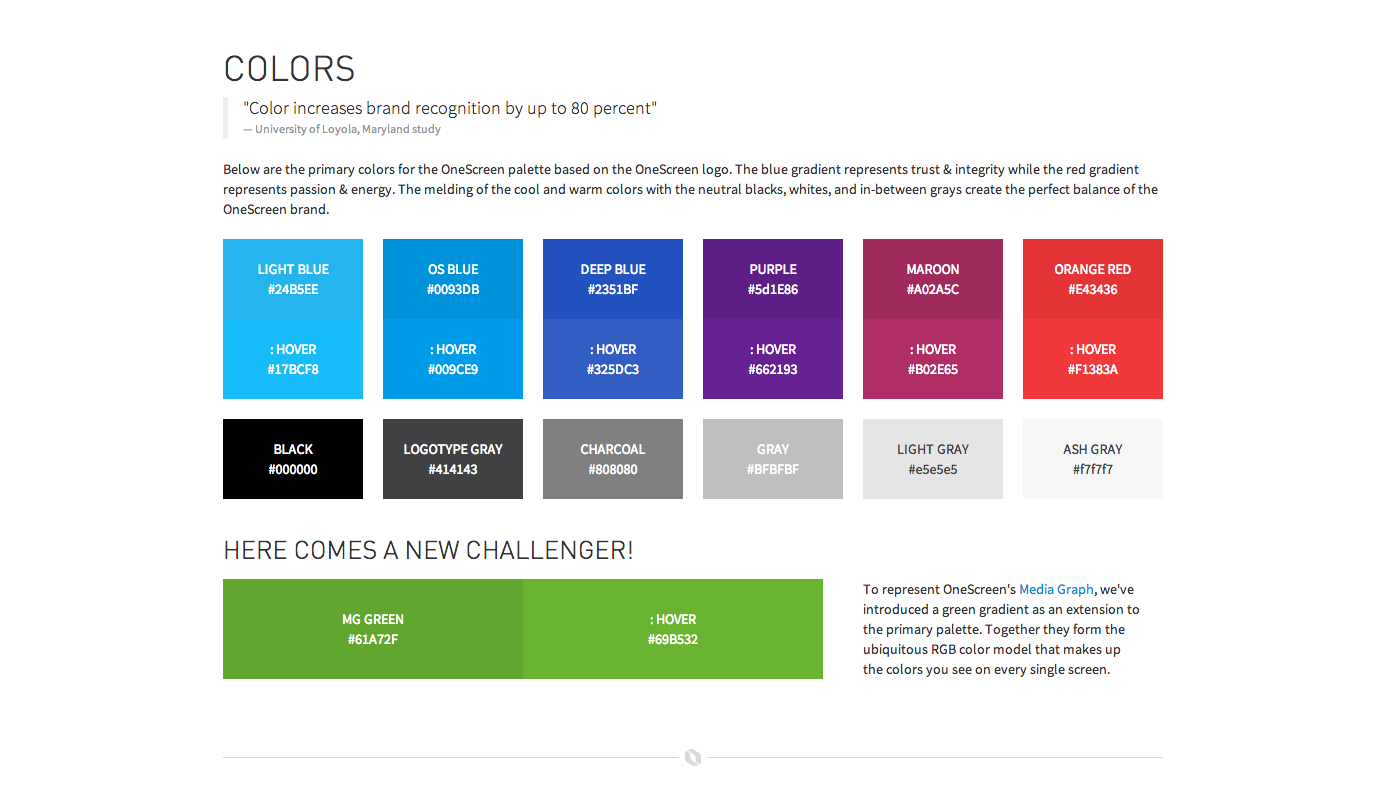 COLORS
"Color increases brand recognition by up to 80 percent"
— University of Loyola, Maryland study
Below are the primary colors for the OneScreen palette based on the OneScreen logo. The blue gradient represents trust & integrity while the red gradient
represents passion & energy. The melding of the cool and warm colors with the neutral blacks, whites, and in-between grays create the perfect balance of the
OneScreen brand.
LIGHT BLUE
#24B5EE
OS BLUE
#0093DB
DEEP BLUE
#2351BF
PURPLE
#5d1E86
MAROON
#A02A5C
ORANGE RED
#E43436
: HOVER
#17BCF8
: HOVER
#009CE9
: HOVER
#325DC3
: HOVER
#662193
: HOVER
#B02E65
: HOVER
#F1383A
BLACK
#000000
LOGOTYPE GRAY
#414143
CHARCOAL
#808080
GRAY
#BFBFBF
LIGHT GRAY
#e5e5e5
ASH GRAY
#f7f7f7
HERE COMES A NEW CHALLENGER!
MG GREEN
#61A72F
: HOVER
#69B532
To represent OneScreen's Media Graph, we've
introduced a green gradient as an extension to
the primary palette. Together they form the
ubiquitous RGB color model that makes up
the colors you see on every single screen.